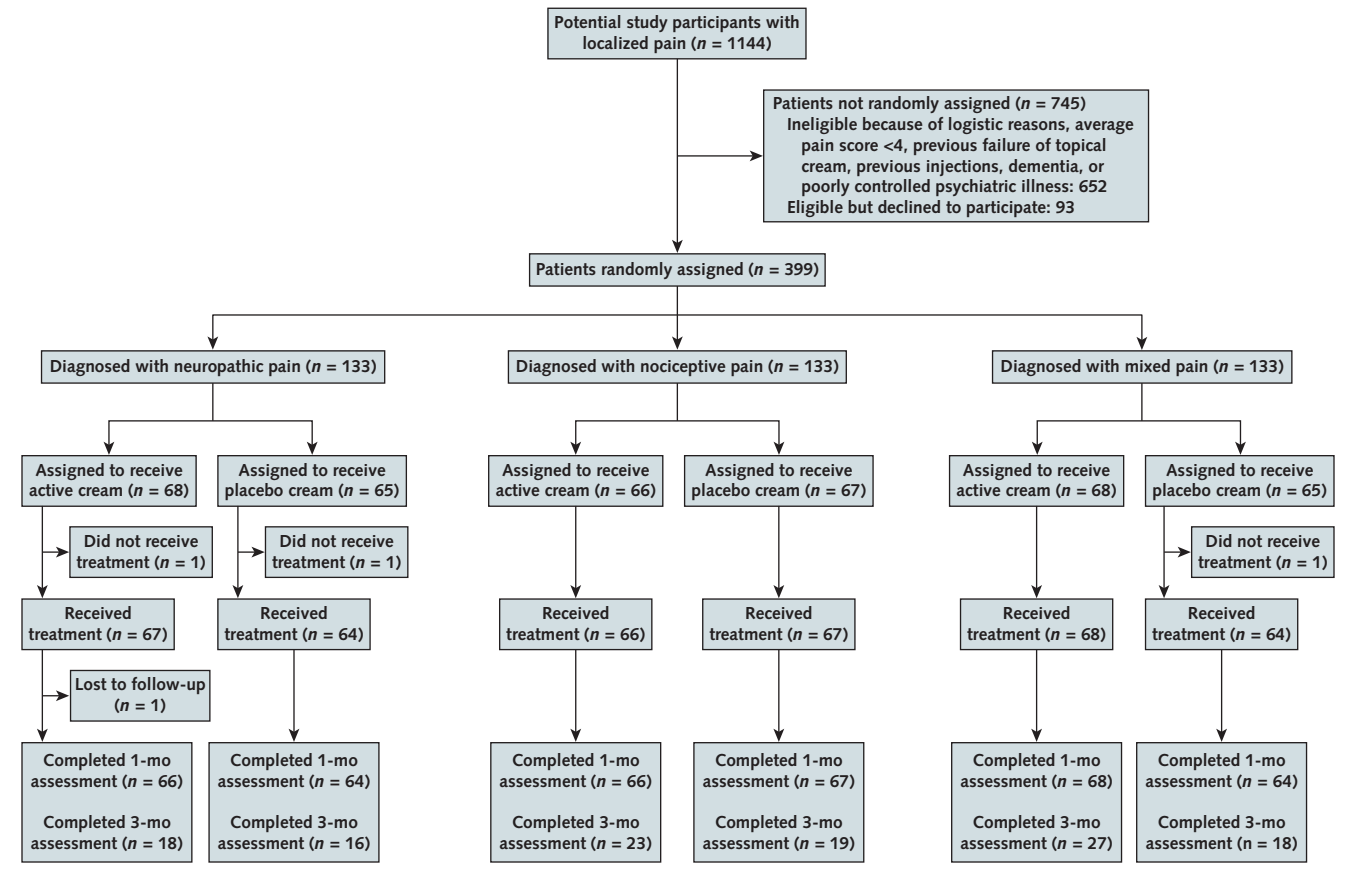 Potential study participants with
localized pain (n = 1144)
Patients not randomly assigned (n = 745)
Ineligible because of logistic reasons, average
pain score <4, previous failure of topical
cream, previous injections, dementia, or
poorly controlled psychiatric illness: 652
Eligible but declined to participate: 93
Patients randomly assigned (n = 399)
Diagnosed with neuropathic pain (n = 133)
Diagnosed with nociceptive pain (n = 133)
Diagnosed with mixed pain (n = 133)
Assigned to receive
active cream (n = 68)
Assigned to receive
placebo cream (n = 65)
Assigned to receive
active cream (n = 66)
Assigned to receive
placebo cream (n = 67)
Assigned to receive
active cream (n = 68)
Assigned to receive
placebo cream (n = 65)
Did not receive
treatment (n = 1)
Did not receive
treatment (n = 1)
Did not receive
treatment (n = 1)
Received
treatment (n = 67)
Received
treatment (n = 64)
Received
treatment (n = 66)
Received
treatment (n = 67)
Received
treatment (n = 68)
Received
treatment (n = 64)
Lost to follow-up
(n = 1)
Completed 1-mo
assessment (n = 66)
Completed 3-mo
assessment (n = 18)
Completed 1-mo
assessment (n = 64)
Completed 3-mo
assessment (n = 16)
Completed 1-mo
assessment (n = 66)
Completed 3-mo
assessment (n = 23)
Completed 1-mo
assessment (n = 67)
Completed 3-mo
assessment (n = 19)
Completed 1-mo
assessment (n = 68)
Completed 3-mo
assessment (n = 27)
Completed 1-mo
assessment (n = 64)
Completed 3-mo
assessment (n = 18)